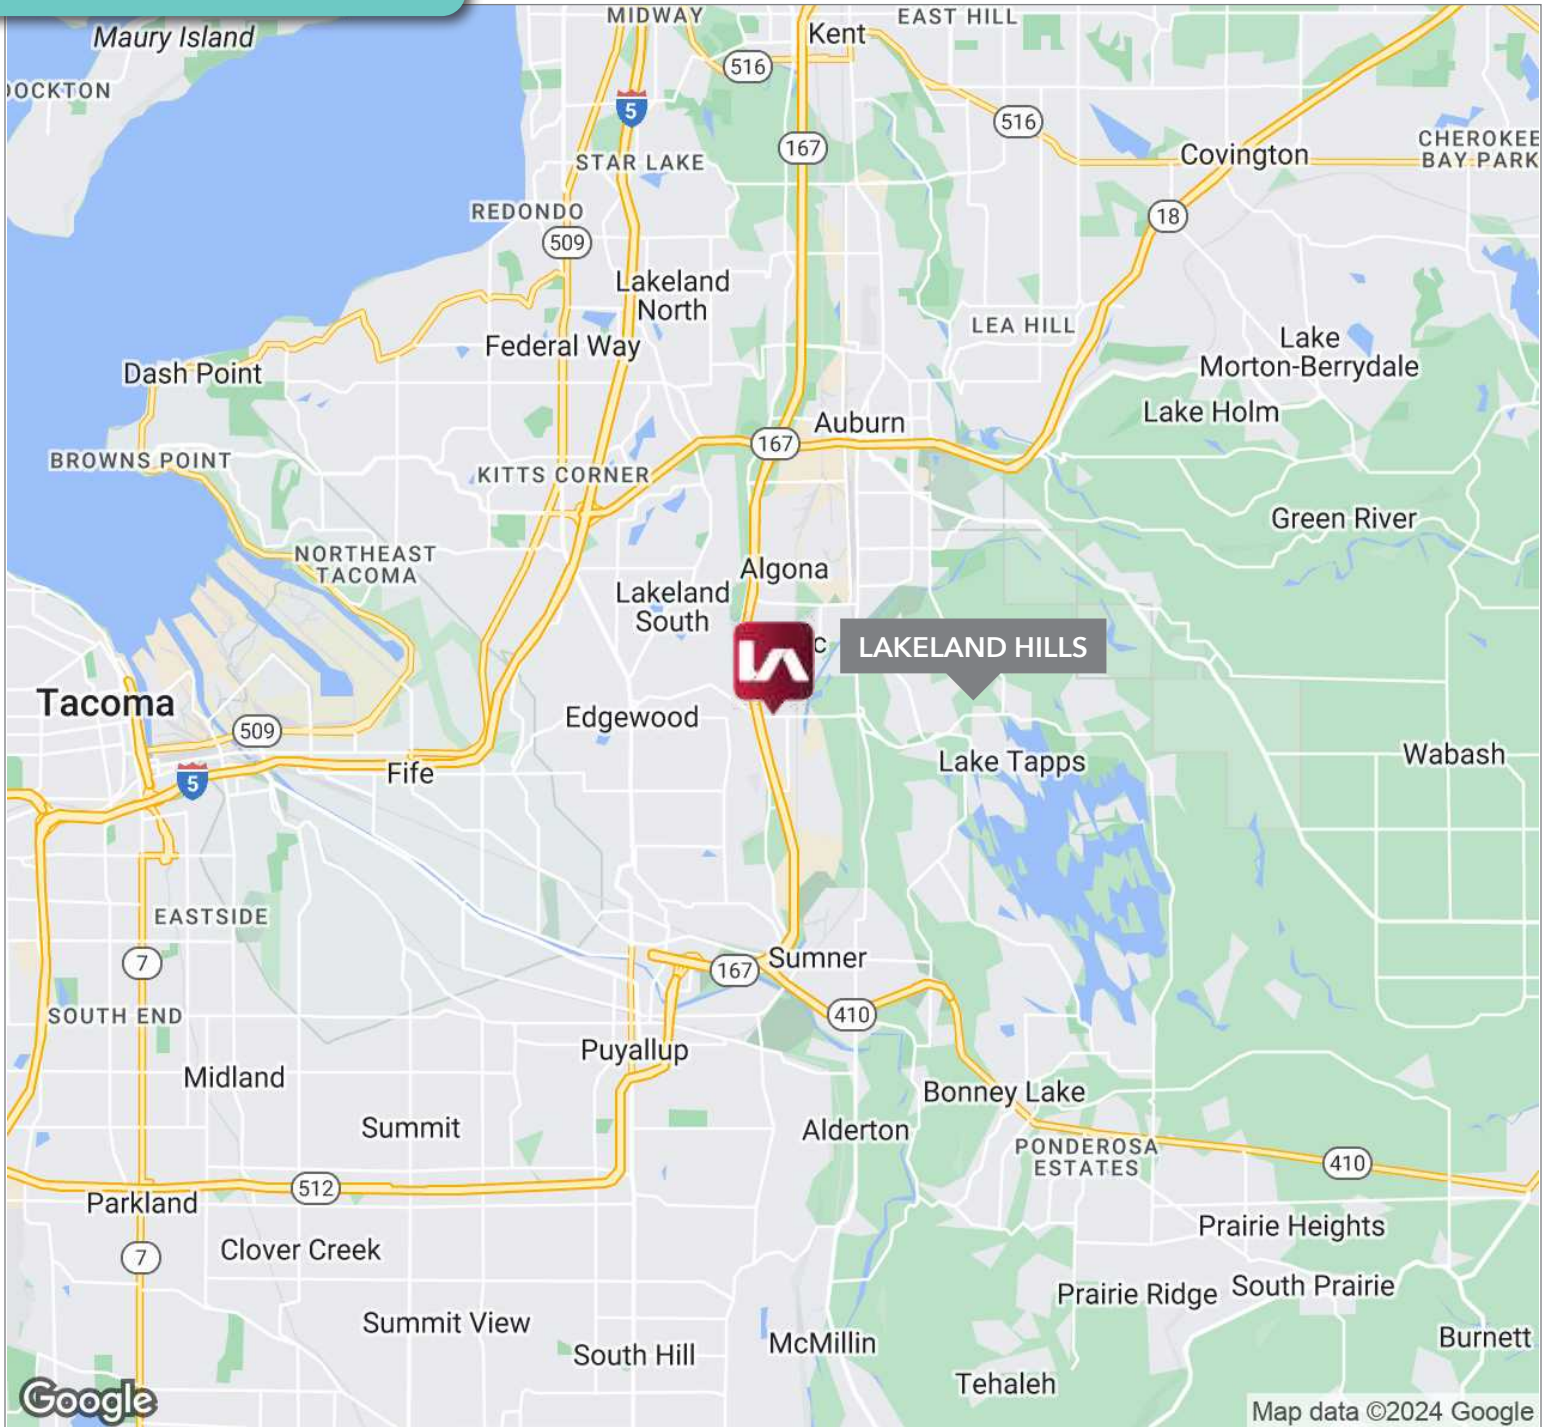 MIDWAY
EAST HILL
Maury Island
Kent
516
DOCKTON
5
516
167
CHEROKEE
BAY PARK
Covington
STAR LAKE
REDONDO
18
509
Lakeland
North
LEA HILL
Federal Way
Lake
Morton-Berrydale
Dash Point
Lake Holm
Auburn
167
BROWNS POINT
KITTS CORNER
Green River
NORTHEAST
TACOMA
Algona
Lakeland
South
LA
c
LAKELAND HILLS
Tacoma
Edgewood
509
Lake Tapps
Wabash
Fife
5
EASTSIDE
7
Sumner
167
410
SOUTH END
Puyallup
Midland
Bonney Lake
Summit
Alderton
PONDEROSA
ESTATES
410
512
Parkland
Prairie Heights
7
Clover Creek
South Prairie
Prairie Ridge
Summit View
McMillin
Burnett
South Hill
Tehaleh
Google
Map data ©2024 Google